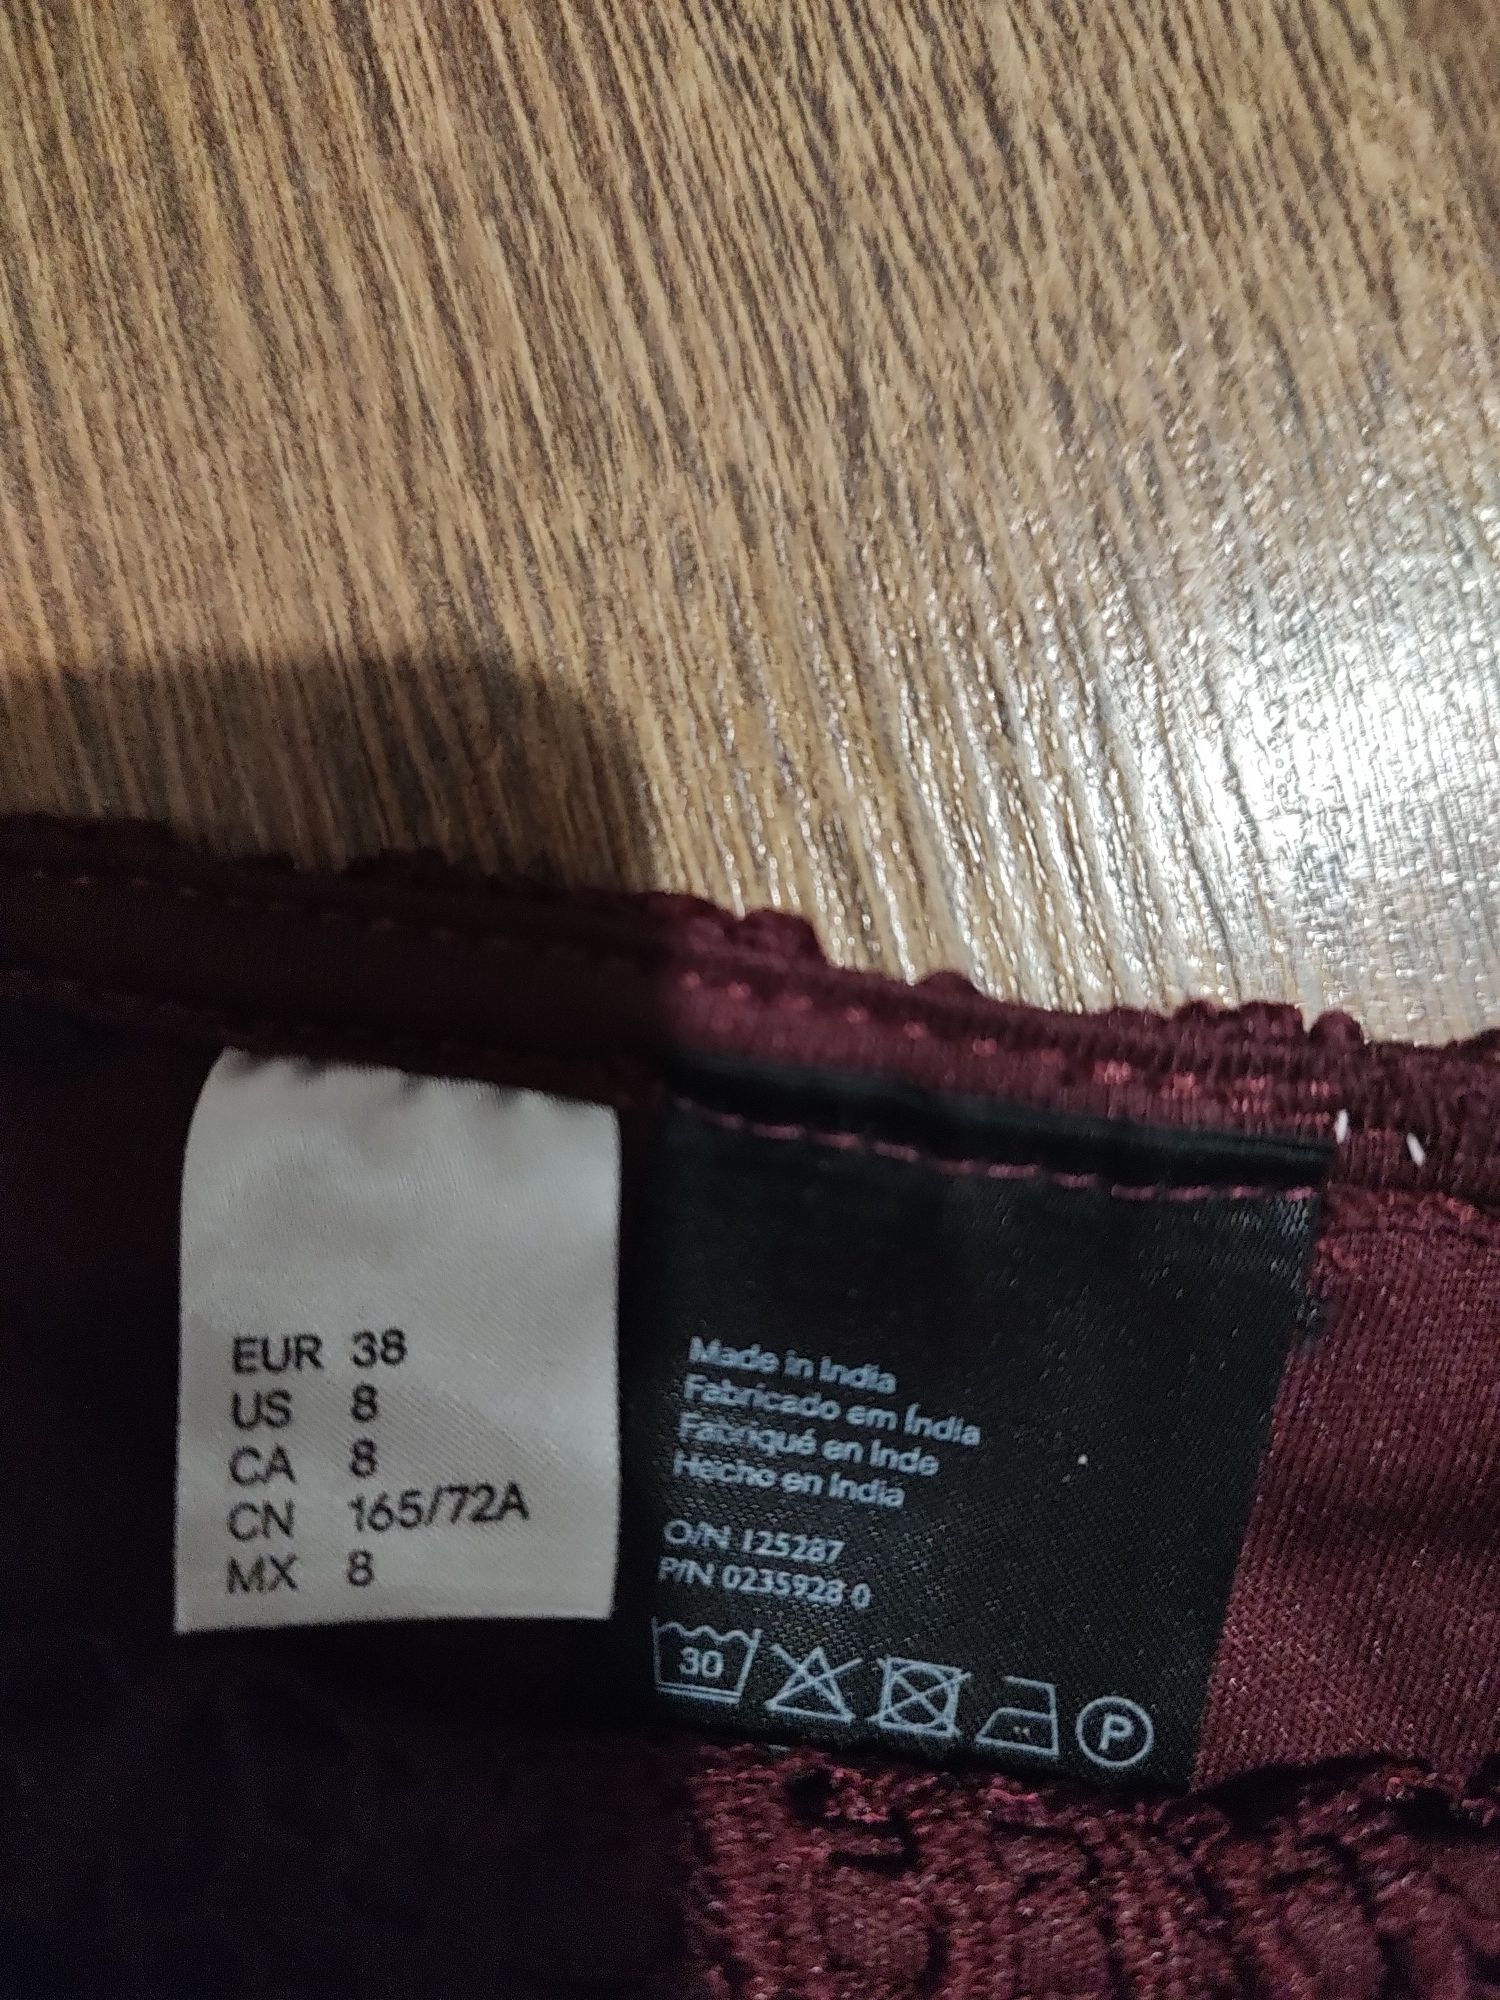 EUR 38
US 8
CA 8
CN 165/72A
MX 8
Made in India
Fabricado em Índia
Fabriqué en Inde
Hecho en India
O/N 125287
P/N 0235928 0
30
P